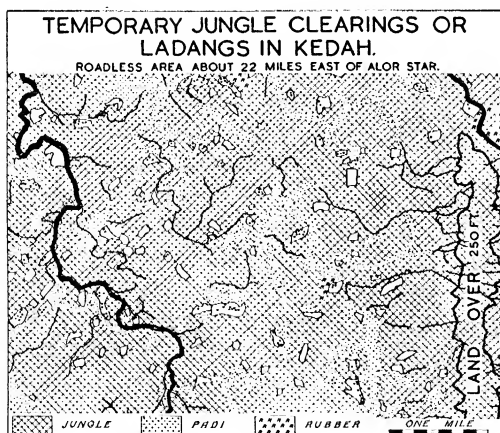 TEMPORARY JUNGLE CLEARINGS OR
LADANGS IN KEDAH.
ROADLESS AREA ABOUT 22 MILES EAST OF ALOR STAR.
LAND OVER 250 FT.
JUNGLE PADI RUBBER ONE MILE